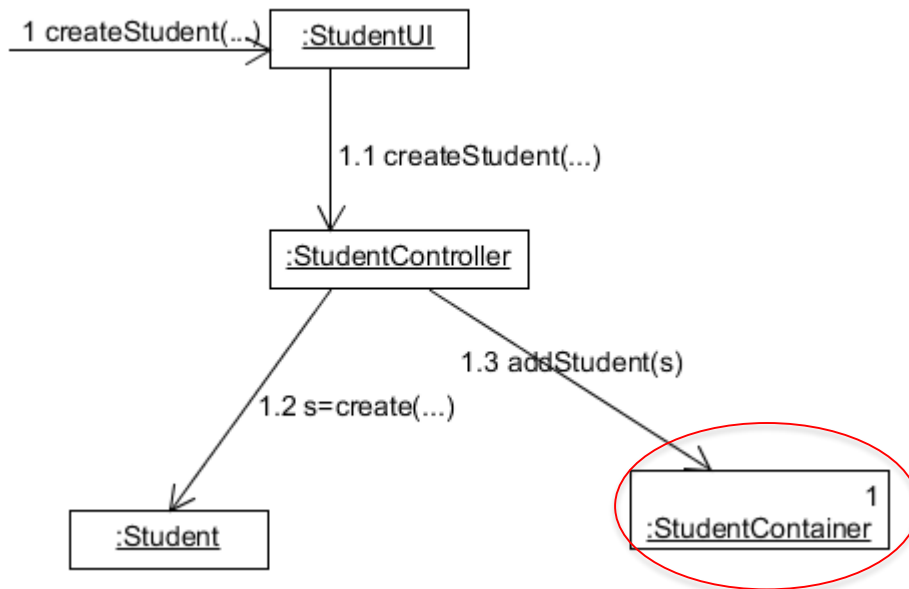 1 createStudent(...)
:StudentUI
1.1 createStudent(...)
:StudentController
1.3 addStudent(s)
1.2 s=create(...)
1
:StudentContainer
:Student